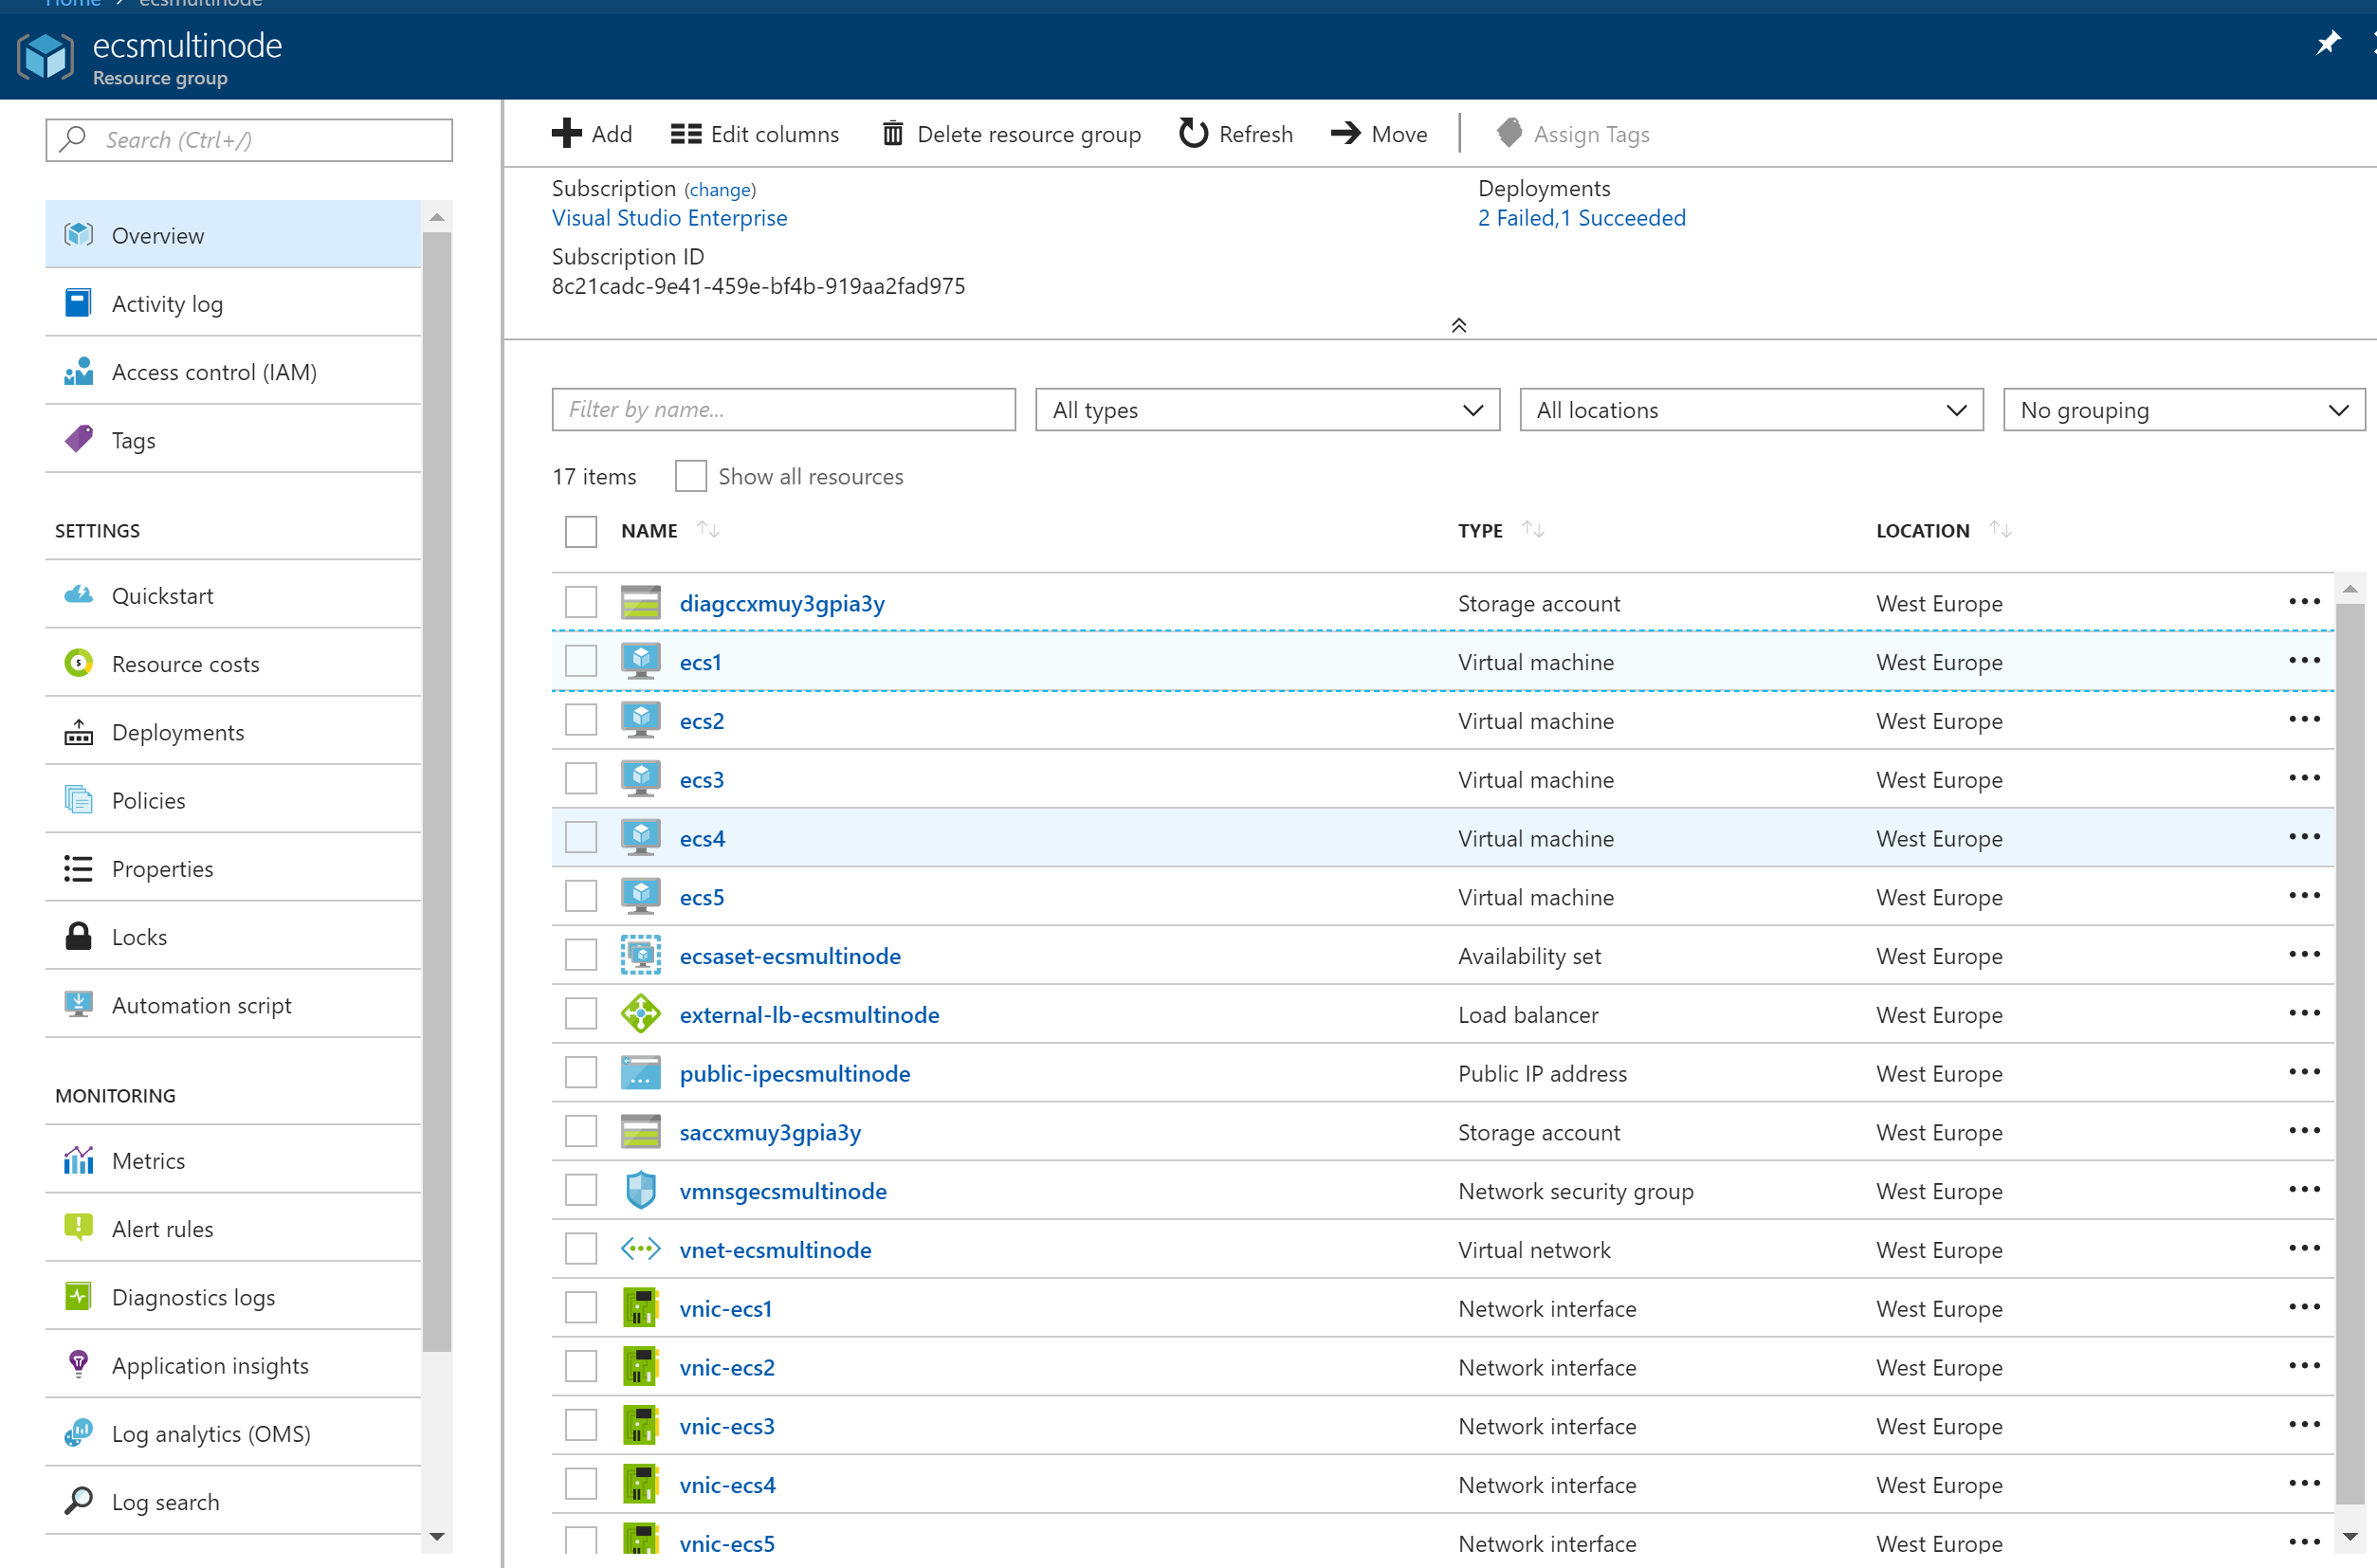 Home > ecsmultinode
ecsmultinode
Resource group
Search (Ctrl+/)
Overview
Activity log
Access control (IAM)
Tags
SETTINGS
Quickstart
Resource costs
Deployments
Policies
Properties
Locks
Automation script
MONITORING
Metrics
Alert rules
Diagnostics logs
Application insights
Log analytics (OMS)
Log search
Add Edit columns Delete resource group Refresh Move Assign Tags
Subscription (change)
Visual Studio Enterprise
Subscription ID
8c21cadc-9e41-459e-bf4b-919aa2fad975
Deployments
2 Failed,1 Succeeded
Filter by name... All types All locations No grouping
17 items Show all resources
NAME TYPE LOCATION
diagccxmuy3gpia3y Storage account West Europe
ecs1 Virtual machine West Europe
ecs2 Virtual machine West Europe
ecs3 Virtual machine West Europe
ecs4 Virtual machine West Europe
ecs5 Virtual machine West Europe
ecsaset-ecsmultinode Availability set West Europe
external-lb-ecsmultinode Load balancer West Europe
public-ipecsmultinode Public IP address West Europe
saccxmuy3gpia3y Storage account West Europe
vmnsgecsmultinode Network security group West Europe
vnet-ecsmultinode Virtual network West Europe
vnic-ecs1 Network interface West Europe
vnic-ecs2 Network interface West Europe
vnic-ecs3 Network interface West Europe
vnic-ecs4 Network interface West Europe
vnic-ecs5 Network interface West Europe